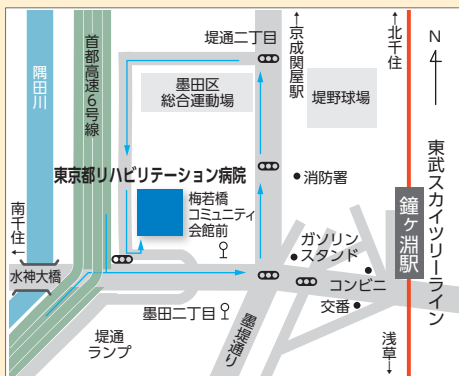 堤通二丁目
↑京成関屋駅
↑北千住
N
首都高速6号線
隅田川
墨田区
総合運動場
堤野球場
東武スカイツリーライン
東京都リハビリテーション病院
消防署
梅若橋
コミュニティ
会館前
鐘ヶ淵駅
南千住
↑
ガソリン
スタンド
水神大橋
コンビニ
墨田二丁目
交番
堤通
ランプ
墨堤通り
浅草→